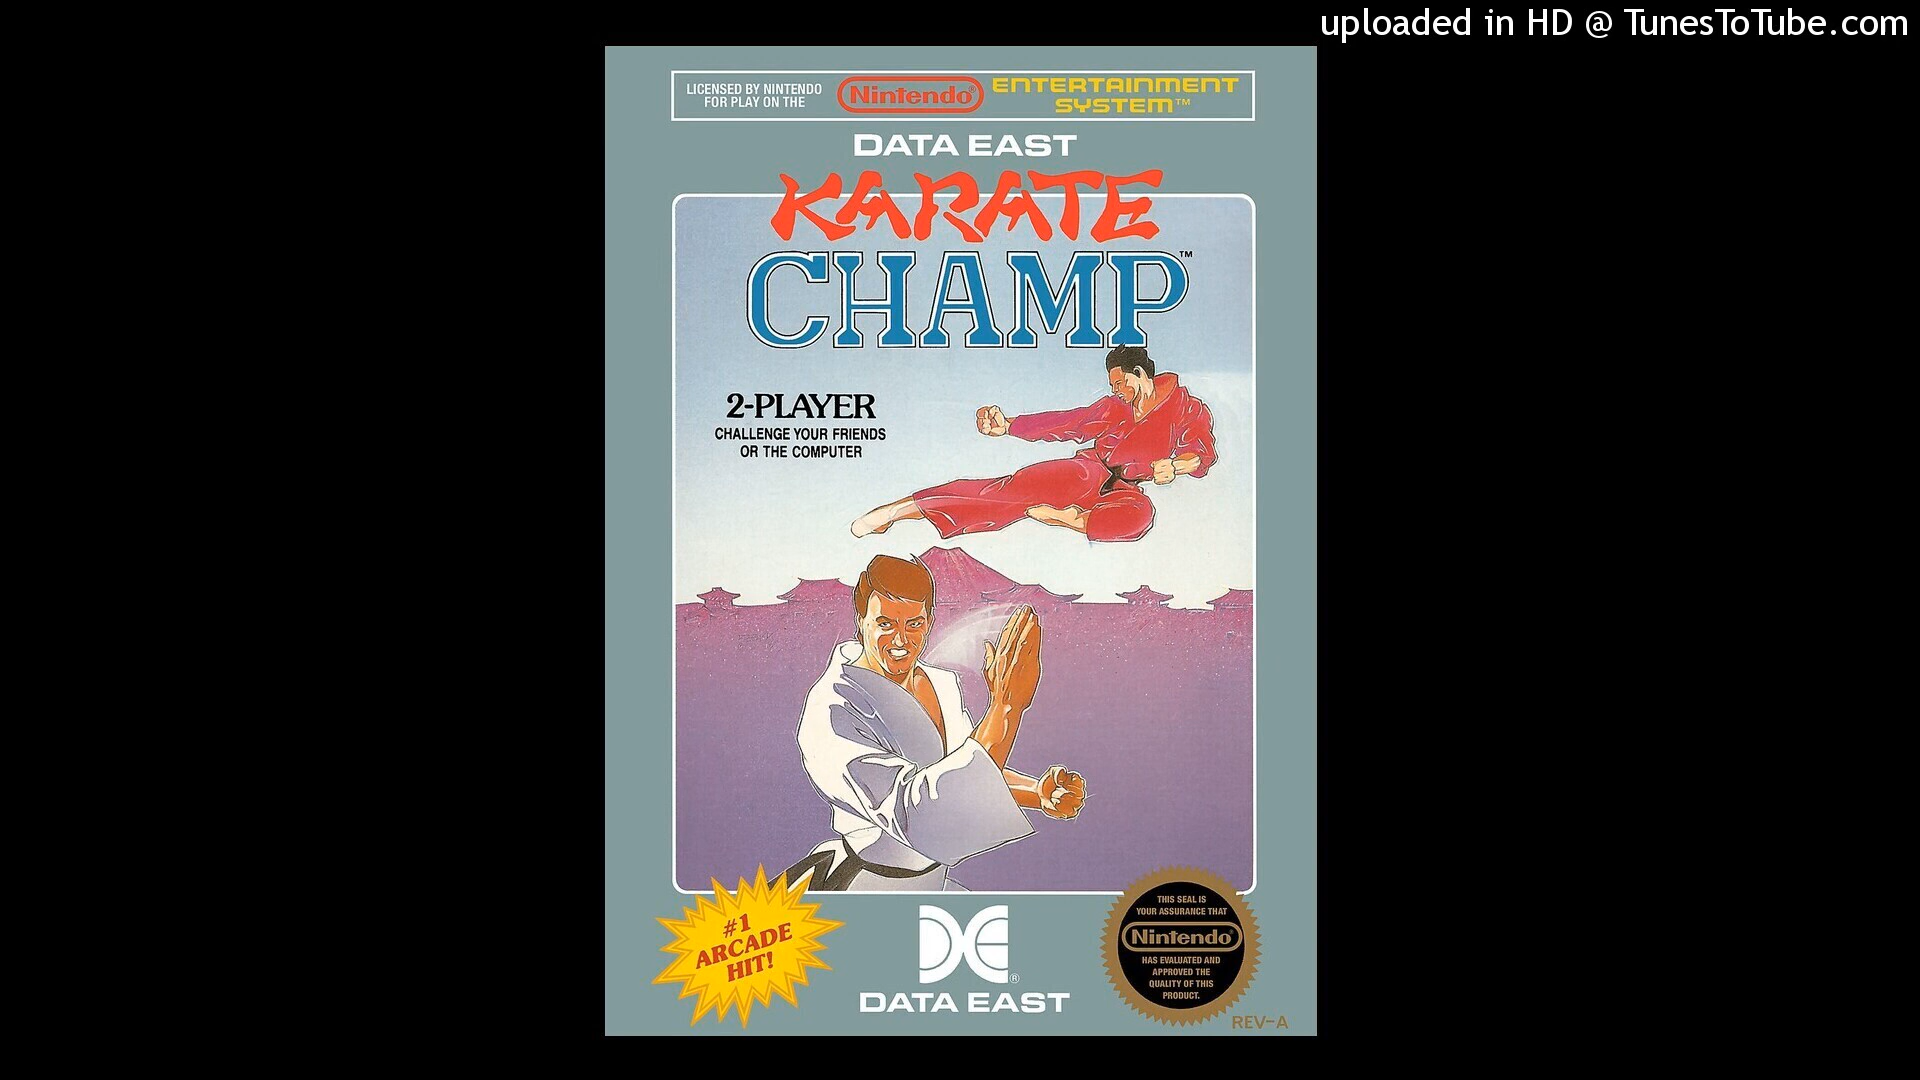 uploaded in HD @ TunesToTube.com
LICENSED BY NINTENDO
FOR PLAY ON THE
Nintendo®
ENTERTAINMENT
SYSTEM™
DATA EAST
KARATE
CHAMP™
2-PLAYER
CHALLENGE YOUR FRIENDS
OR THE COMPUTER
#1
ARCADE
HIT!
DE®
DATA EAST
THIS SEAL IS
YOUR ASSURANCE THAT
Nintendo®
HAS EVALUATED AND
APPROVED THE
QUALITY OF THIS
PRODUCT.
REV-A